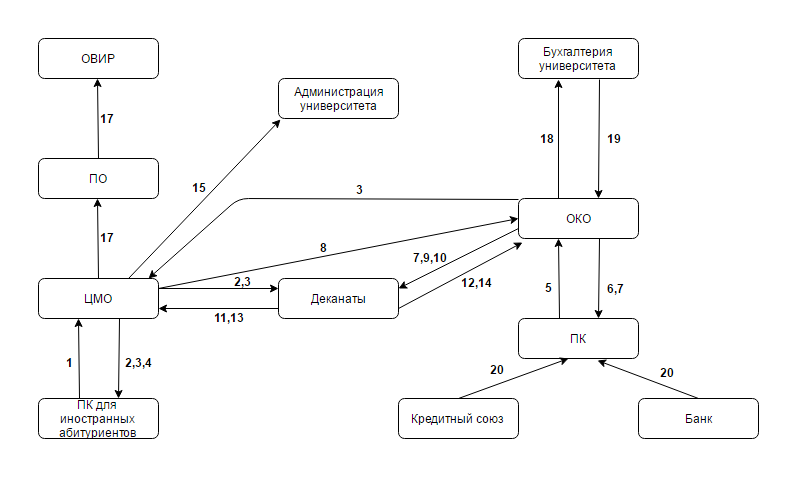 ОВИР
Бухгалтерия
университета
Администрация
университета
17
18
19
ПО
15
3
ОКО
17
8
7,9,10
ЦМО
2,3
Деканаты
12,14
5
6,7
11,13
ПК
1
2,3,4
20
20
ПК для
иностранных
абитуриентов
Кредитный союз
Банк